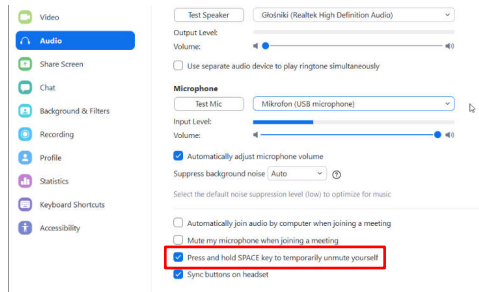 Video
Audio
Share Screen
Chat
Background & Filters
Recording
Profile
Statistics
Keyboard Shortcuts
Accessibility
Test Speaker Głośniki (Realtek High Definition Audio)
Output Level:
Volume:
Use separate audio device to play ringtone simultaneously
Microphone
Test Mic Mikrofon (USB microphone)
Input Level:
Volume:
Automatically adjust microphone volume
Suppress background noise Auto
Select the default noise suppression level (low) to optimize for music
Automatically join audio by computer when joining a meeting
Mute my microphone when joining a meeting
Press and hold SPACE key to temporarily unmute yourself
Sync buttons on headset